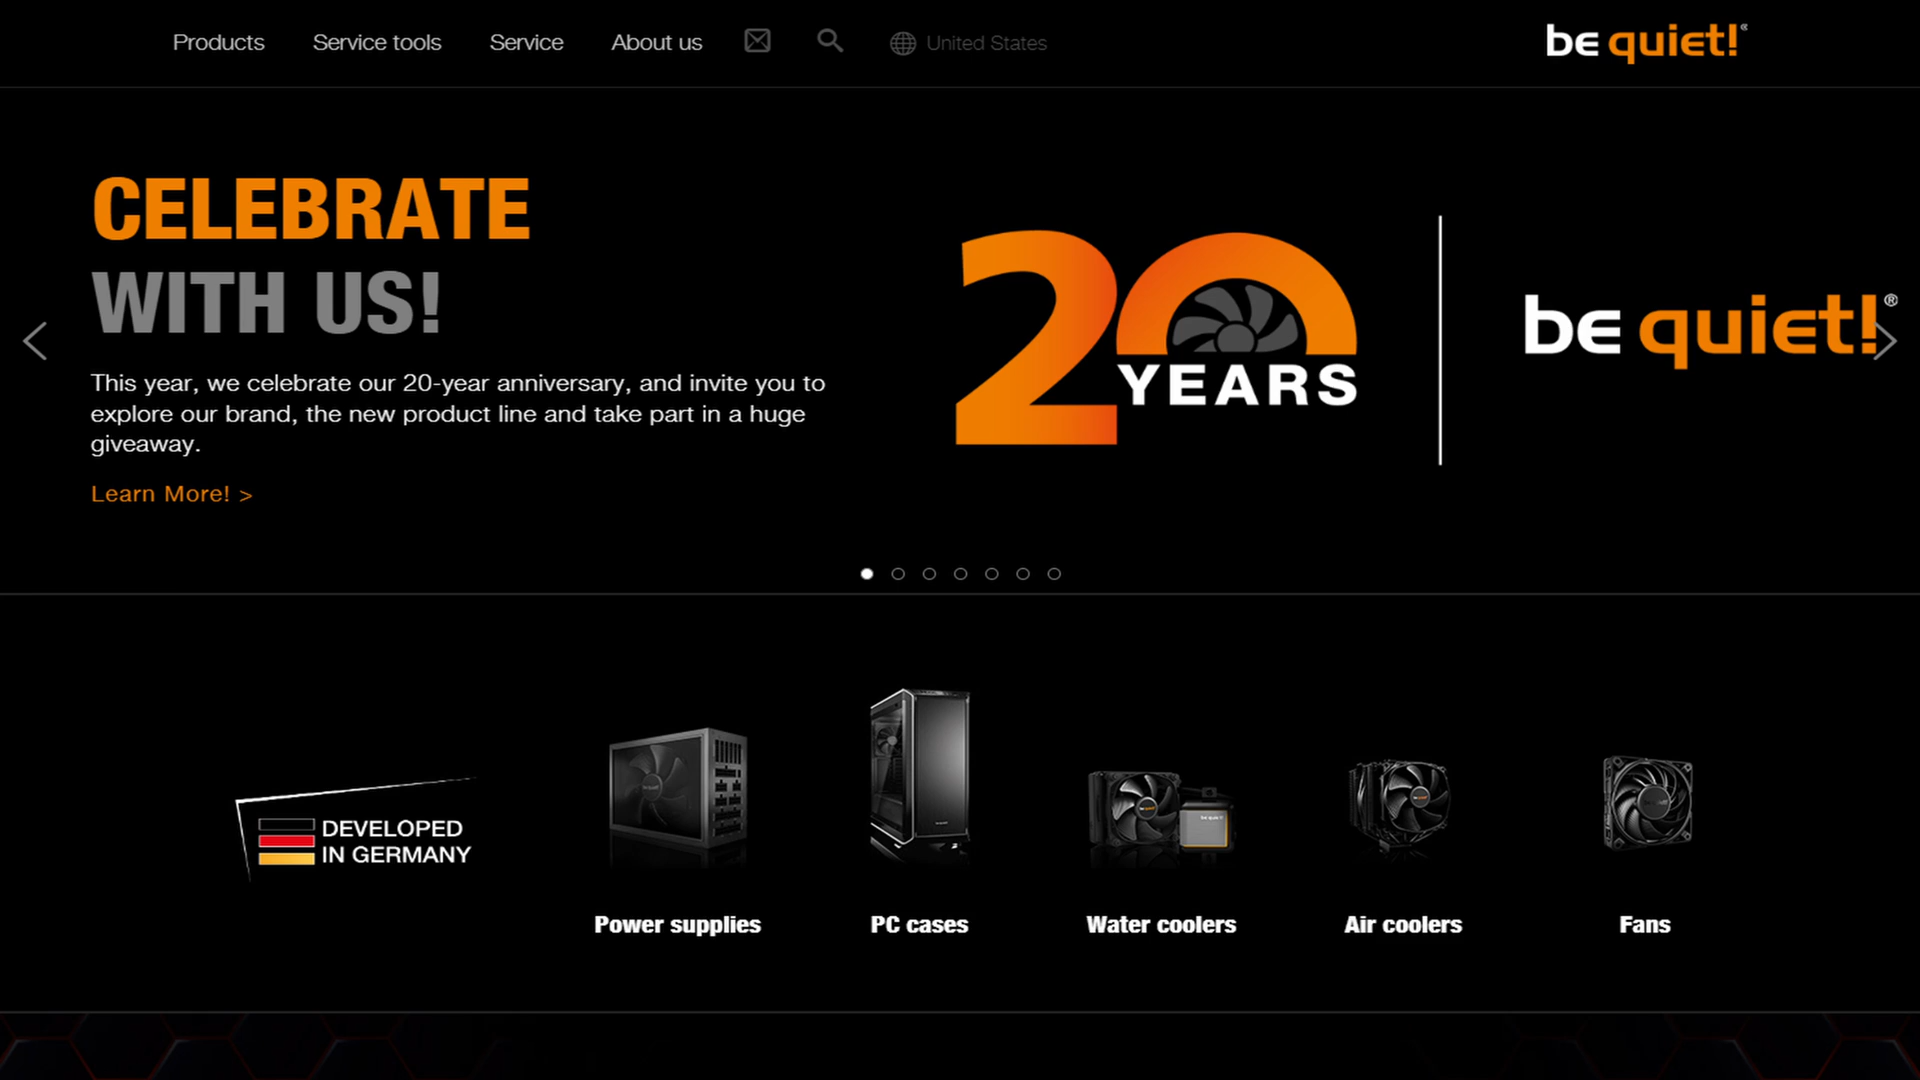 Products
Service tools
Service
About us
United States
be quiet!®
CELEBRATE
WITH US!
This year, we celebrate our 20-year anniversary, and invite you to
explore our brand, the new product line and take part in a huge
giveaway.
Learn More! >
20
YEARS
be quiet!®
DEVELOPED
IN GERMANY
be quiet!
Power supplies
PC cases
Water coolers
Air coolers
Fans